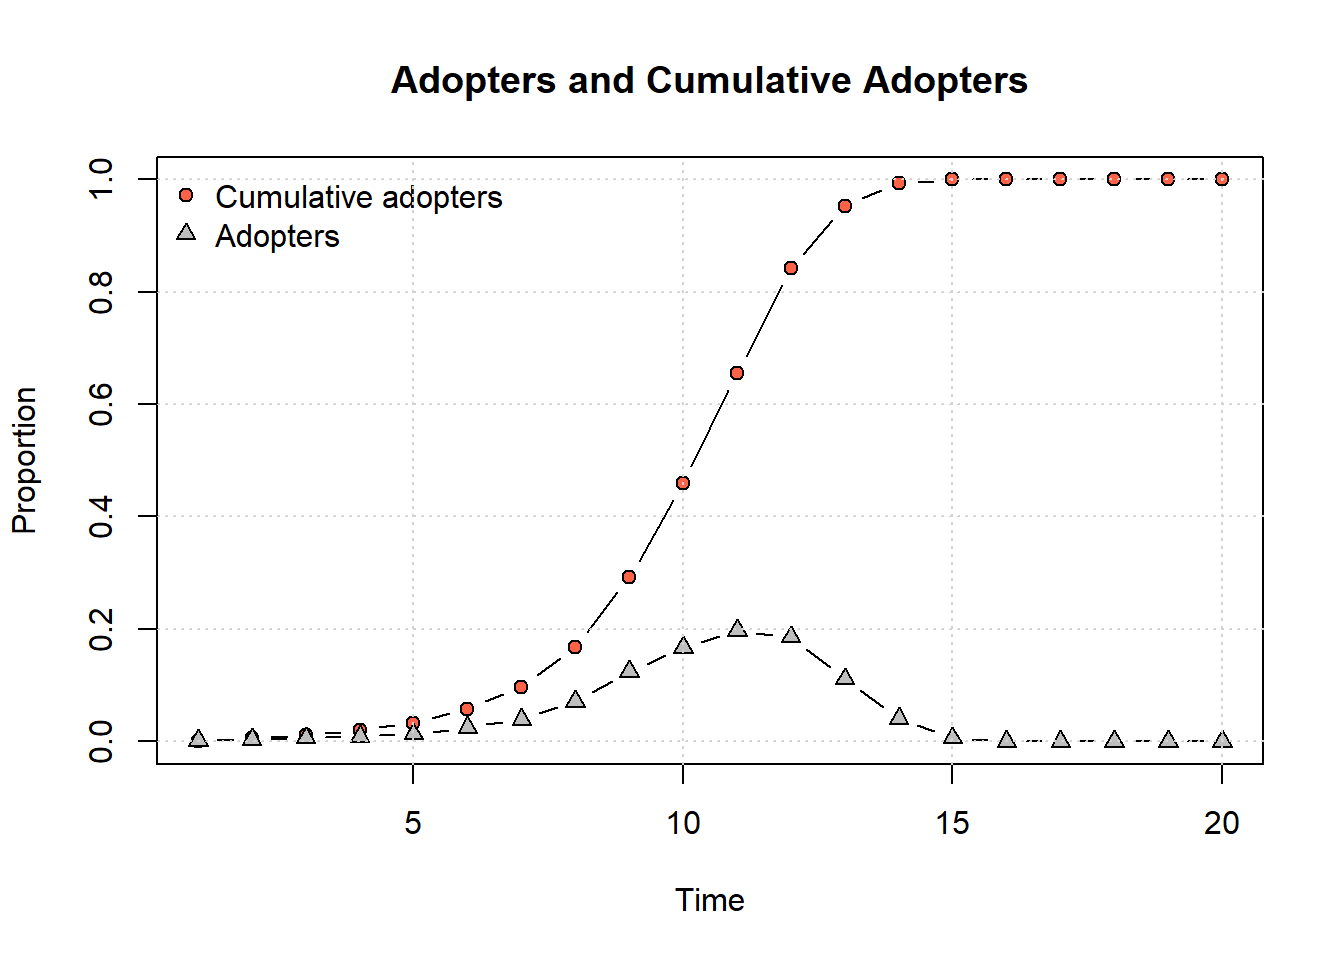 Adopters and Cumulative Adopters
Cumulative adopters
Adopters
Proportion
1.0
0.8
0.6
0.4
0.2
0.0
5 10 15 20
Time